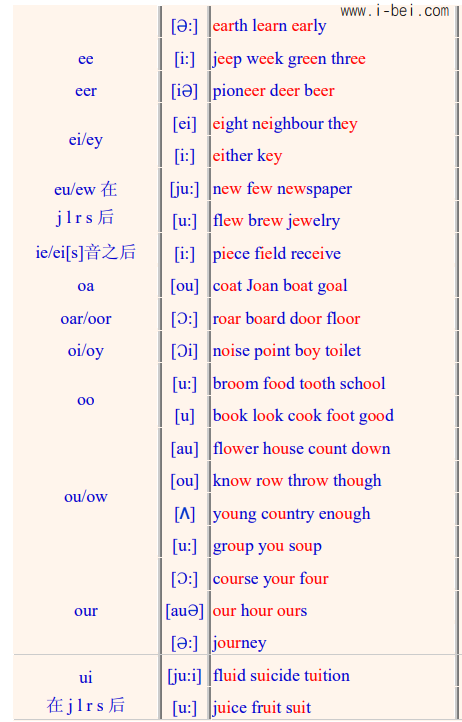 www.i-bei.com
[Ə:] earth learn early
ee [i:] jeep week green three
eer [iƏ] pioneer deer beer
ei/ey [ei] eight neighbour they
[i:] either key
eu/ew 在 [ju:] new few newspaper
j l r s 后 [u:] flew brew jewelry
ie/ei[s]音之后 [i:] piece field receive
oa [ou] coat Joan boat goal
oar/oor [Ɔ:] roar board door floor
oi/oy [Ɔi] noise point boy toilet
oo [u:] broom food tooth school
[u] book look cook foot good
ou/ow [au] flower house count down
[ou] know row throw though
[Λ] young country enough
[u:] group you soup
our [Ɔ:] course your four
[auƏ] our hour ours
[Ə:] journey
ui [ju:i] fluid suicide tuition
在 j l r s 后 [u:] juice fruit suit